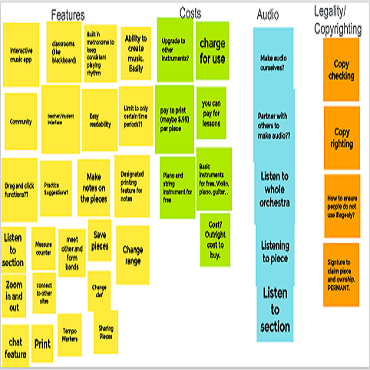 Features
Costs
Audio
Legality/
Copyrighting
Interactive
music app
classrooms
(like
blackboard)
Built in
metronome to
keep
consistent
playing
rhythm
Ability to
create
music.
Easily
Community
Teacher/student
interface
Easy
readability
Limit to only
certain time
periods??
Drag and click
functions??
Practice
Suggestions?
Make
notes on
the pieces
Designated
printing
feature for
notes
Listen
to
section
Measure
counter
meet
other and
form
bands
Save
pieces
Change
range
Zoom
in and
out
connect to
other
sites
Change
clef
chat
feature
Print
Tempo
Markers
Sharing
Pieces
Upgrade to
other
instruments?
charge
for use
pay to print
(maybe $.95)
per piece
you can
pay for
lessons
Piano and
string
instrument for
free
Basic
instruments
for free. Violin,
piano, guitar...
Cost?
Outright
cost to
buy.
Make audio
ourselves?
Partner with
others to
make audio??
Listen to
whole
orchestra
Listening
to piece
Listen
to
section
Copy
checking
Copy
righting
How to ensure
people do not
use illegesly?
Signture to
claim piece
and ownship.
PERMANT.